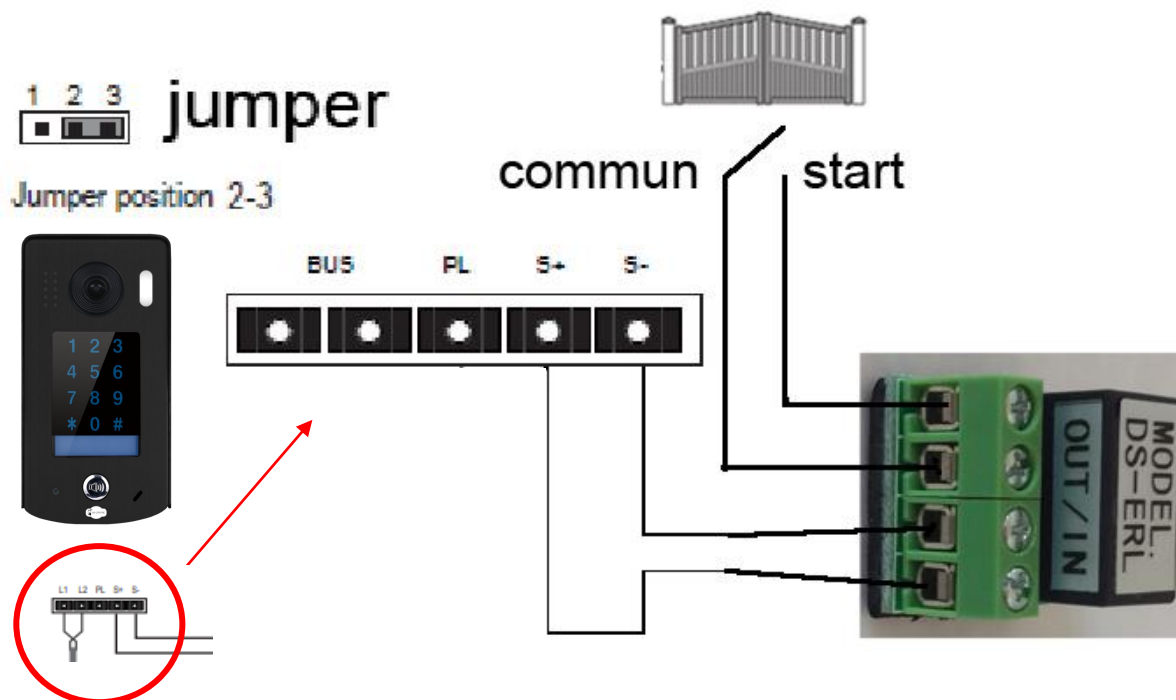 1 2 3
jumper
Jumper position 2-3
commun start
BUS PL S+ S-
1 2 3
4 5 6
7 8 9
* 0 #
L1 L2 PL S+ S-
MODEL.
DS-ERL
OUT/IN